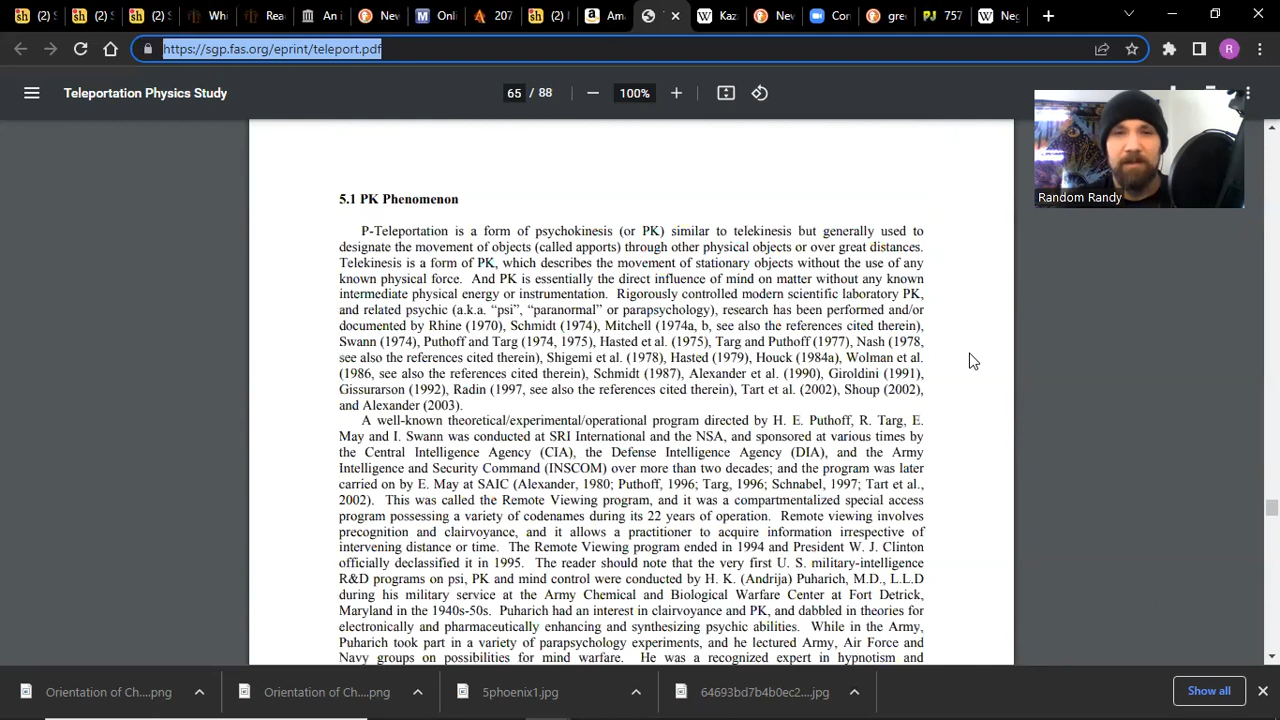 (2) S
(2) S
(2) S
Whi
Rea
An i
New
Onli
207
(2) I
Ama
Kaza
New
Con
gre
757
Neg
https://sgp.fas.org/eprint/teleport.pdf
R
Teleportation Physics Study
65 / 88
100%
Random Randy
5.1 PK Phenomenon
P-Teleportation is a form of psychokinesis (or PK) similar to telekinesis but generally used to
designate the movement of objects (called apports) through other physical objects or over great distances.
Telekinesis is a form of PK, which describes the movement of stationary objects without the use of any
known physical force. And PK is essentially the direct influence of mind on matter without any known
intermediate physical energy or instrumentation. Rigorously controlled modern scientific laboratory PK,
and related psychic (a.k.a. “psi”, “paranormal” or parapsychology), research has been performed and/or
documented by Rhine (1970), Schmidt (1974), Mitchell (1974a, b, see also the references cited therein),
Swann (1974), Puthoff and Targ (1974, 1975), Hasted et al. (1975), Targ and Puthoff (1977), Nash (1978,
see also the references cited therein), Shigemi et al. (1978), Hasted (1979), Houck (1984a), Wolman et al.
(1986, see also the references cited therein), Schmidt (1987), Alexander et al. (1990), Giroldini (1991),
Gissurarson (1992), Radin (1997, see also the references cited therein), Tart et al. (2002), Shoup (2002),
and Alexander (2003).
A well-known theoretical/experimental/operational program directed by H. E. Puthoff, R. Targ, E.
May and I. Swann was conducted at SRI International and the NSA, and sponsored at various times by
the Central Intelligence Agency (CIA), the Defense Intelligence Agency (DIA), and the Army
Intelligence and Security Command (INSCOM) over more than two decades; and the program was later
carried on by E. May at SAIC (Alexander, 1980; Puthoff, 1996; Targ, 1996; Schnabel, 1997; Tart et al.,
2002). This was called the Remote Viewing program, and it was a compartmentalized special access
program possessing a variety of codenames during its 22 years of operation. Remote viewing involves
precognition and clairvoyance, and it allows a practitioner to acquire information irrespective of
intervening distance or time. The Remote Viewing program ended in 1994 and President W. J. Clinton
officially declassified it in 1995. The reader should note that the very first U. S. military-intelligence
R&D programs on psi, PK and mind control were conducted by H. K. (Andrija) Puharich, M.D., L.L.D
during his military service at the Army Chemical and Biological Warfare Center at Fort Detrick,
Maryland in the 1940s-50s. Puharich had an interest in clairvoyance and PK, and dabbled in theories for
electronically and pharmaceutically enhancing and synthesizing psychic abilities. While in the Army,
Puharich took part in a variety of parapsychology experiments, and he lectured Army, Air Force and
Navy groups on possibilities for mind warfare. He was a recognized expert in hypnotism and
Orientation of Ch....png
Orientation of Ch....png
5phoenix1.jpg
64693bd7b4b0ec2....jpg
Show all